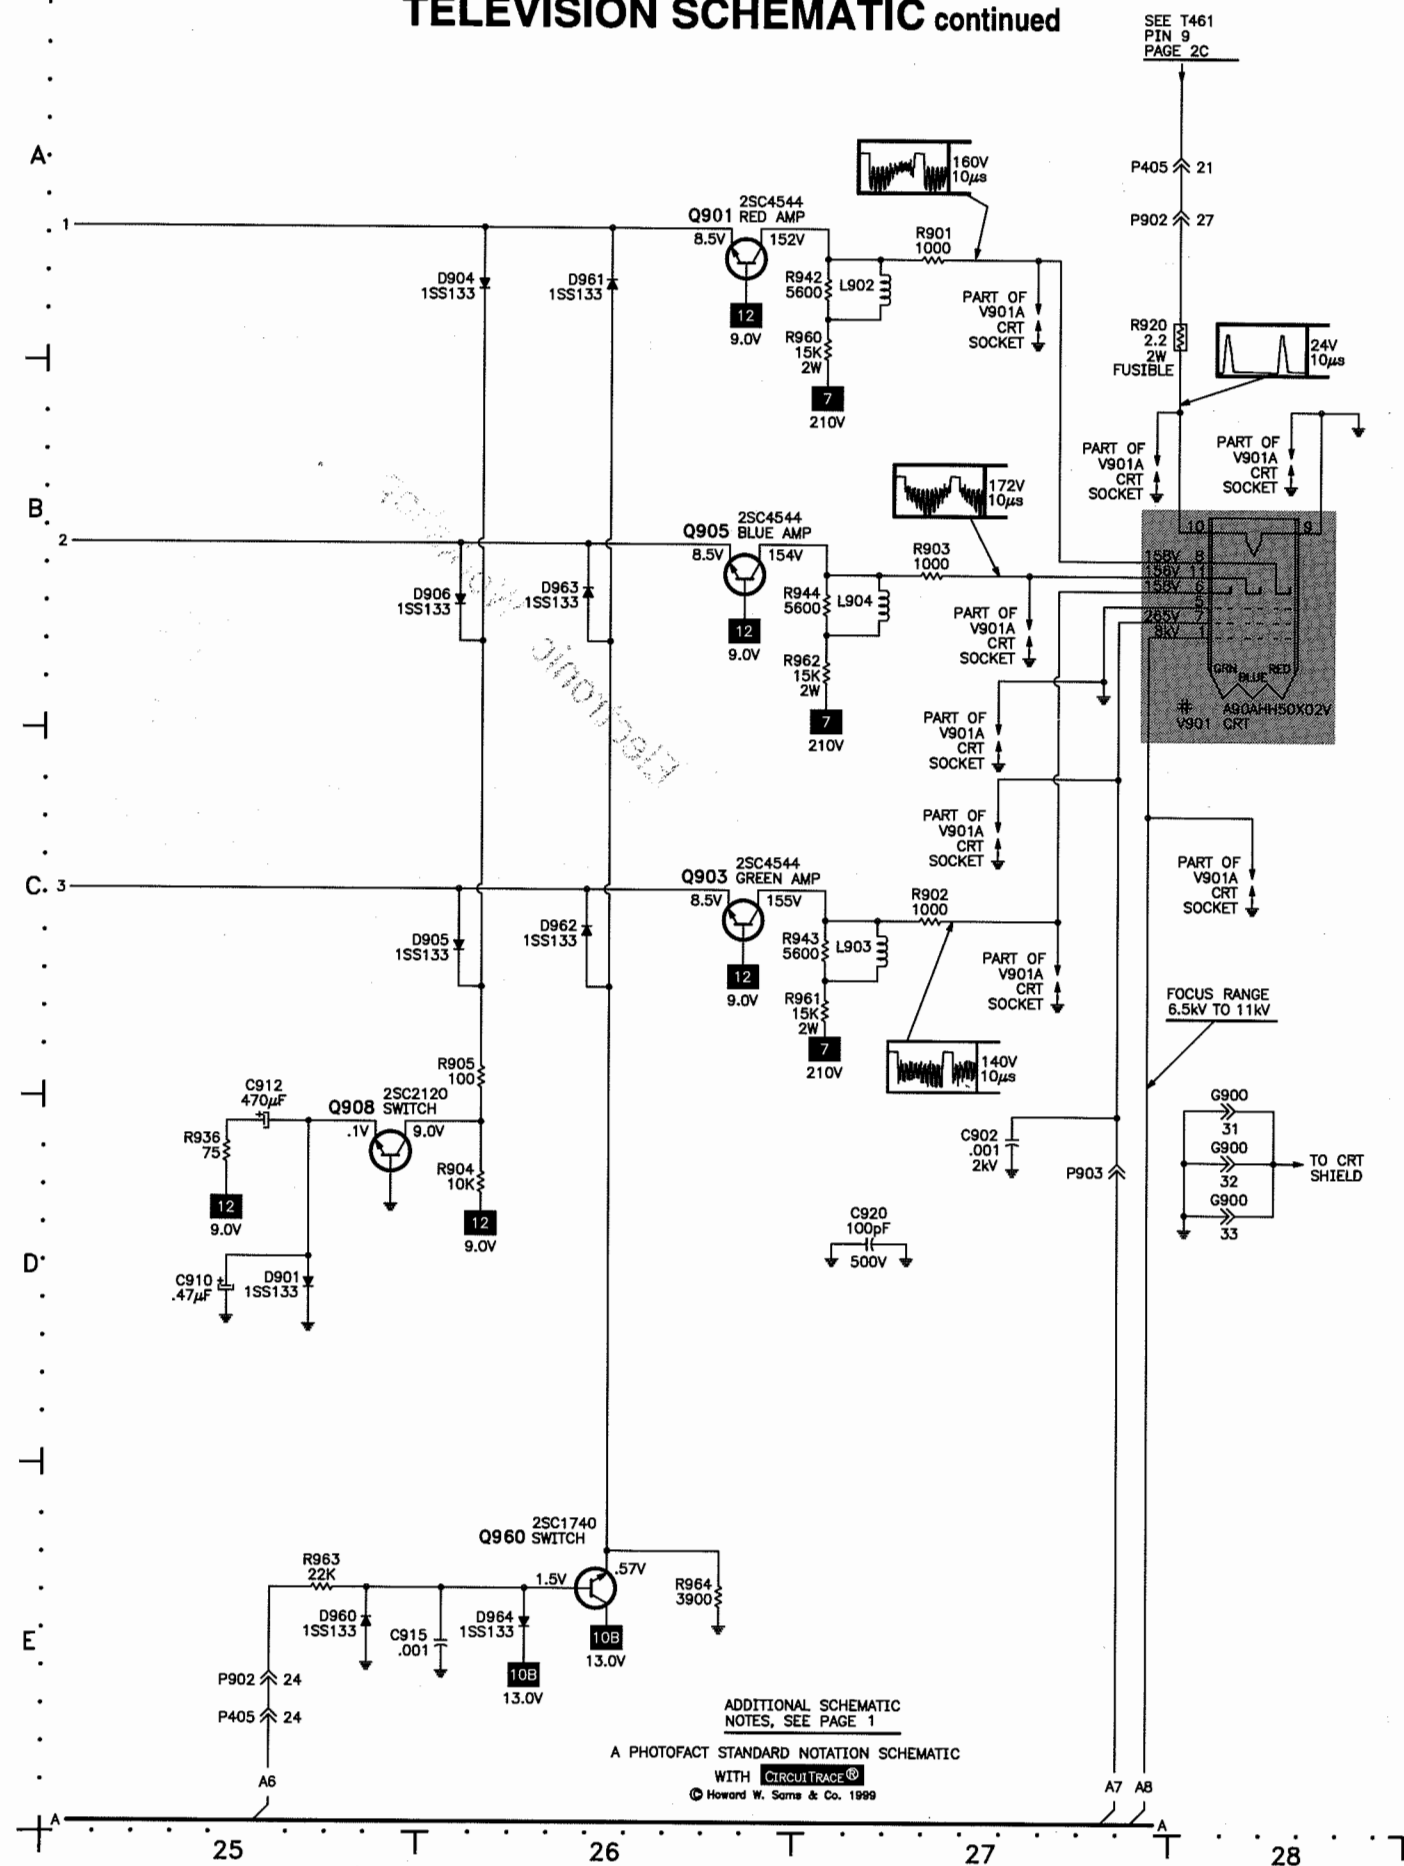 TELEVISION SCHEMATIC continued
SEE T461
PIN 9
PAGE 2C
A
P405 21
160V
10µs
P902 27
1
2SC4544
Q901 RED AMP
8.5V 152V
R901
1000
D904
1SS133
D961
1SS133
R942
5600
L902
12
9.0V
PART OF
V901A
CRT
SOCKET
R960
15K
2W
7
210V
R920
2.2
2W
FUSIBLE
24V
10µs
PART OF
V901A
CRT
SOCKET
PART OF
V901A
CRT
SOCKET
B
172V
10µs
2
2SC4544
Q905 BLUE AMP
8.5V 154V
R903
1000
D906
1SS133
D963
1SS133
R944
5600
L904
12
9.0V
PART OF
V901A
CRT
SOCKET
R962
15K
2W
7
210V
10 9
158V 8
158V 11
158V 6
5
265V 7
8kV 1
GRN BLUE RED
#
V901
A90AHH50X02V
CRT
Electronic
PART OF
V901A
CRT
SOCKET
PART OF
V901A
CRT
SOCKET
PART OF
V901A
CRT
SOCKET
C
3
2SC4544
Q903 GREEN AMP
8.5V 155V
R902
1000
D905
1SS133
D962
1SS133
R943
5600
L903
12
9.0V
PART OF
V901A
CRT
SOCKET
R961
15K
2W
7
210V
140V
10µs
FOCUS RANGE
6.5kV TO 11kV
R905
100
C912
470µF
+
2SC2120
Q908 SWITCH
.1V 9.0V
R936
75
12
9.0V
R904
10K
12
9.0V
C902
.001
2kV
P903
G900
31
G900
32
G900
33
TO CRT
SHIELD
C920
100pF
500V
D
C910
.47µF
+
D901
1SS133
2SC1740
Q960 SWITCH
1.5V .57V
R963
22K
R964
3900
D960
1SS133
C915
.001
D964
1SS133
10B
13.0V
10B
13.0V
E
P902 24
P405 24
A6
ADDITIONAL SCHEMATIC
NOTES, SEE PAGE 1
A PHOTOFACT STANDARD NOTATION SCHEMATIC
WITH CIRCUITRACE®
© Howard W. Sams & Co. 1999
A7 A8
A A
25 26 27 28